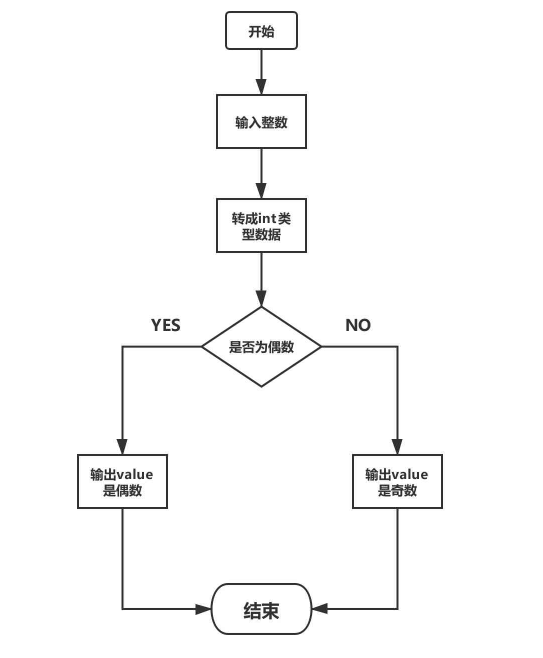 开始
输入整数
转成int类
型数据
YES
NO
是否为偶数
输出value
是偶数
输出value
是奇数
结束